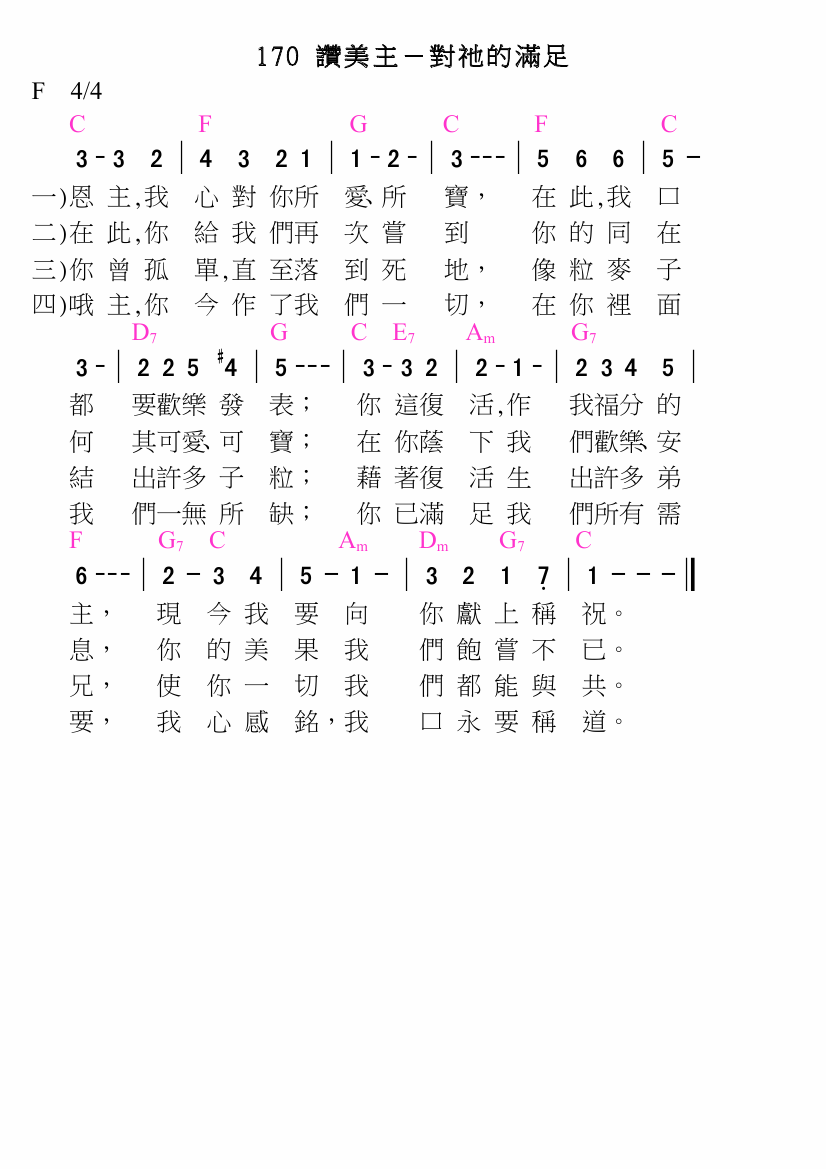 170 讚美主－對祂的滿足
F 4/4
C F G C F C
3 - 3 2 | 4 3 2 1 | 1 - 2 - | 3 - - - | 5 6 6 | 5 －
一)恩主,我心對你所愛、所寶，在此,我口
二)在此,你給我們再次嘗到你的同在
三)你曾孤單,直至落到死地，像粒麥子
四)哦主,你今作了我們一切，在你裡面
D7 G C E7 Am G7
3 - | 2 2 5 #4 | 5 - - - | 3 - 3 2 | 2 - 1 - | 2 3 4 5 |
都要歡樂發表；你這復活,作我福分的
何其可愛、可寶；在你蔭下我們歡樂、安
結出許多子粒；藉著復活生出許多弟
我們一無所缺；你已滿足我們所有需
F G7 C Am Dm G7 C
6 - - - | 2 － 3 4 | 5 － 1 － | 3 2 1 7̣ | 1 － － － ‖
主，現今我要向你獻上稱祝。
息，你的美果我們飽嘗不已。
兄，使你一切我們都能與共。
要，我心感銘，我口永要稱道。